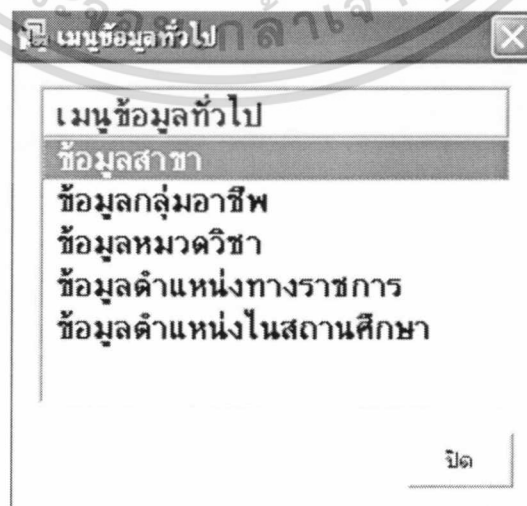 เมนูข้อมูลทั่วไป
เมนูข้อมูลทั่วไป
ข้อมูลสาขา
ข้อมูลกลุ่มอาชีพ
ข้อมูลหมวดวิชา
ข้อมูลตำแหน่งทางราชการ
ข้อมูลตำแหน่งในสถานศึกษา
ปิด